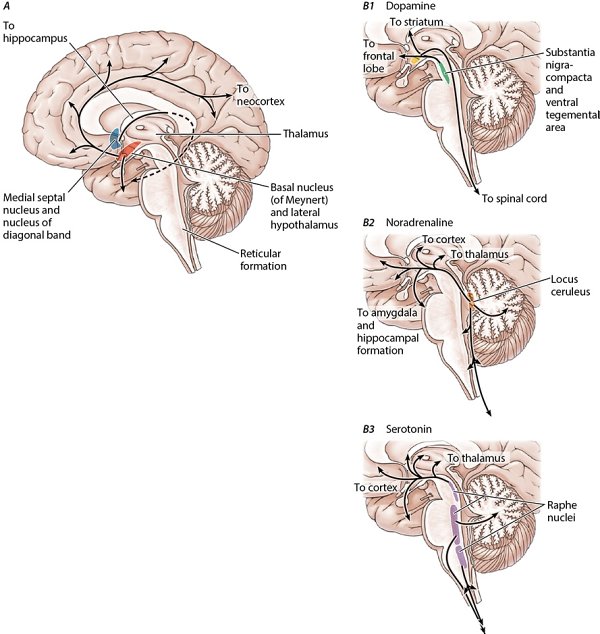 A
To
hippocampus
To
neocortex
Thalamus
Medial septal
nucleus and
nucleus of
diagonal band
Basal nucleus
(of Meynert)
and lateral
hypothalamus
Reticular
formation
B1 Dopamine
To striatum
To
frontal
lobe
Substantia
nigra-
compacta
and
ventral
tegmental
area
To spinal cord
B2 Noradrenaline
To cortex
To thalamus
Locus
ceruleus
To amygdala
and
hippocampal
formation
B3 Serotonin
To thalamus
To cortex
Raphe
nuclei